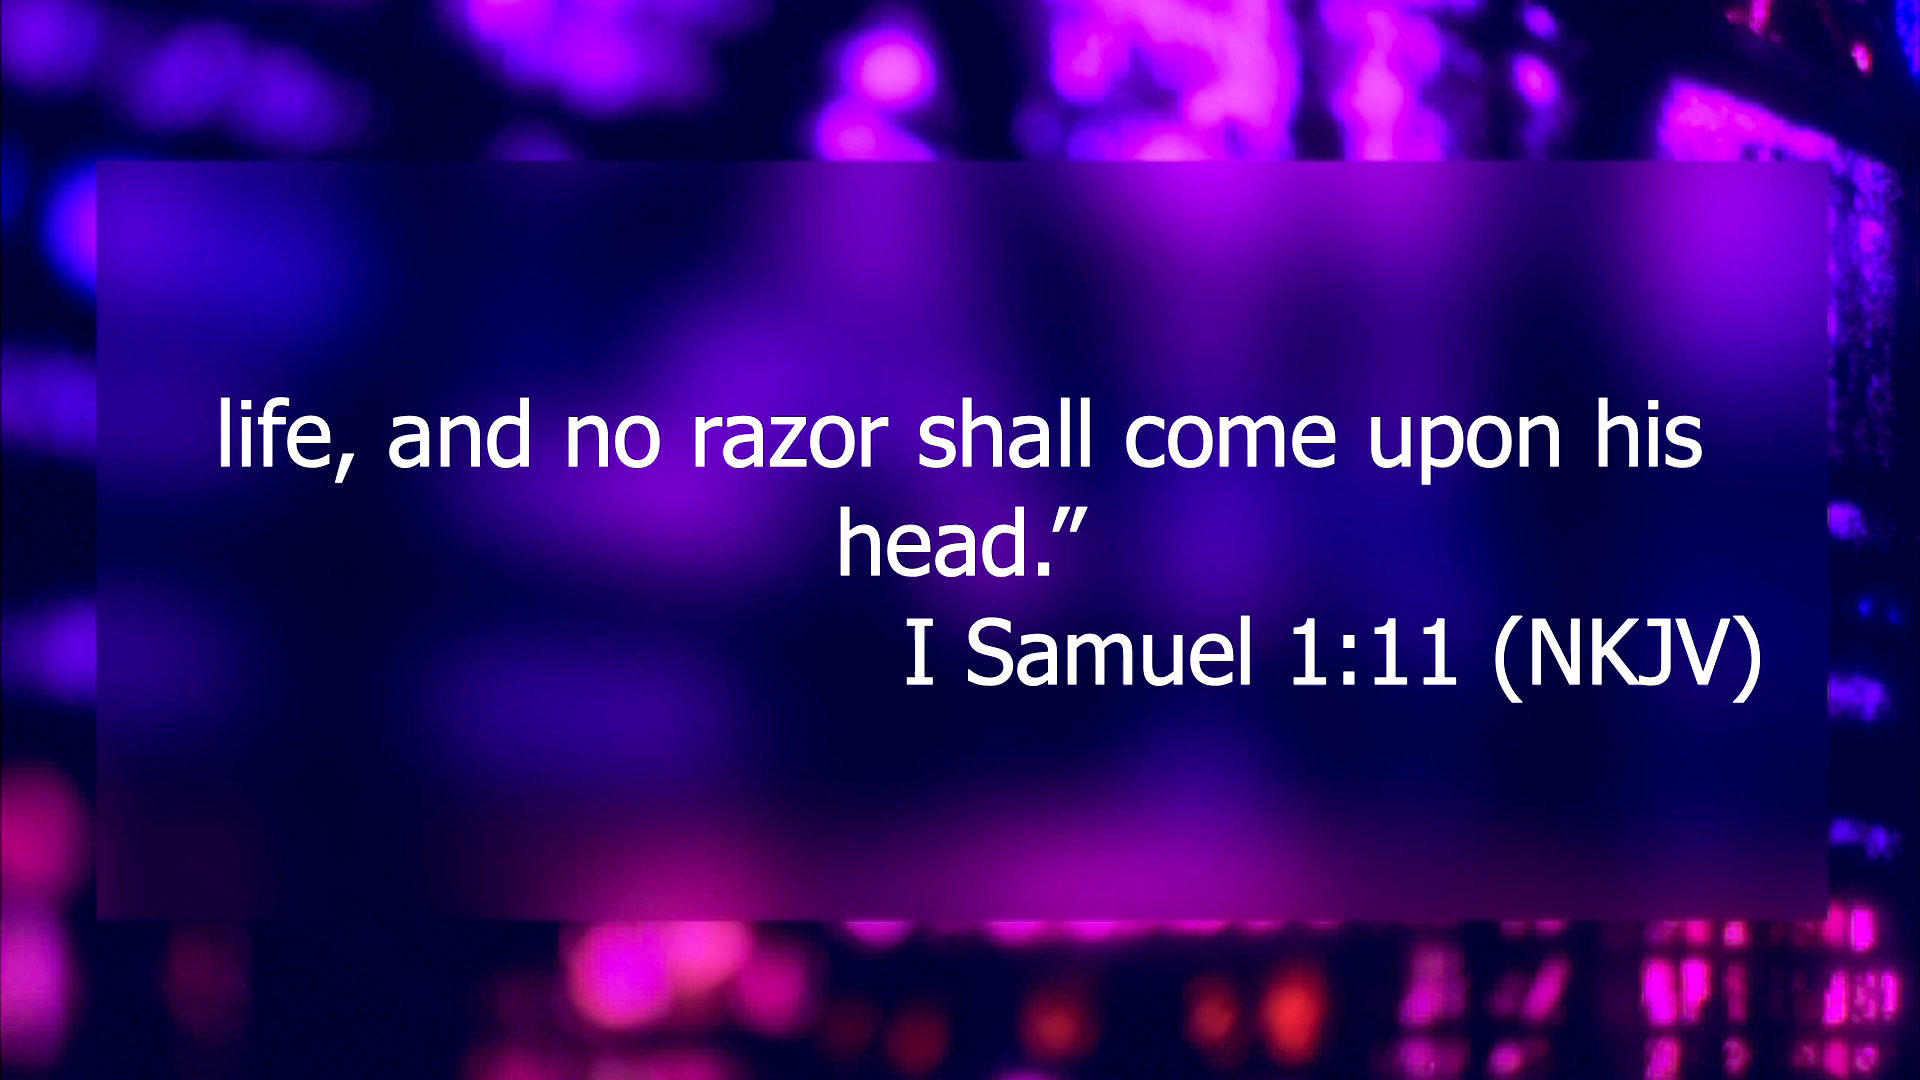 life, and no razor shall come upon his
head.”
I Samuel 1:11 (NKJV)